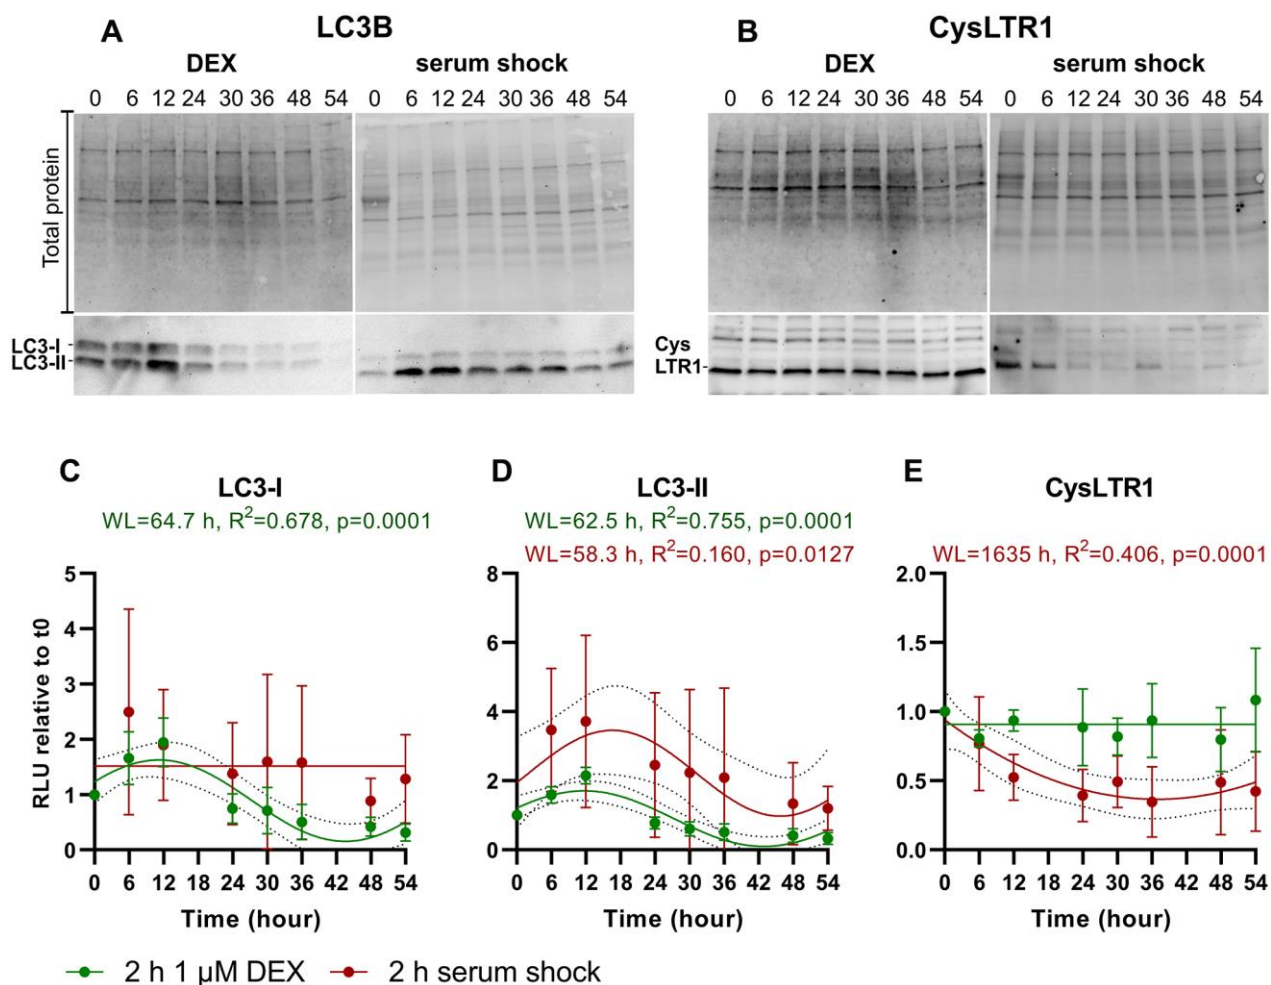 A LC3B
DEX serum shock
0 6 12 24 30 36 48 54 0 6 12 24 30 36 48 54
Total protein
LC3-I
LC3-II
B CysLTR1
DEX serum shock
0 6 12 24 30 36 48 54 0 6 12 24 30 36 48 54
Cys
LTR1
C
LC3-I
WL=64.7 h, R²=0.678, p=0.0001
RLU relative to t0
5
4
3
2
1
0
0 6 12 18 24 30 36 42 48 54
Time (hour)
D
LC3-II
WL=62.5 h, R²=0.755, p=0.0001
WL=58.3 h, R²=0.160, p=0.0127
8
6
4
2
0
0 6 12 18 24 30 36 42 48 54
Time (hour)
E
CysLTR1
WL=1635 h, R²=0.406, p=0.0001
2.0
1.5
1.0
0.5
0.0
0 6 12 18 24 30 36 42 48 54
Time (hour)
2 h 1 µM DEX 2 h serum shock